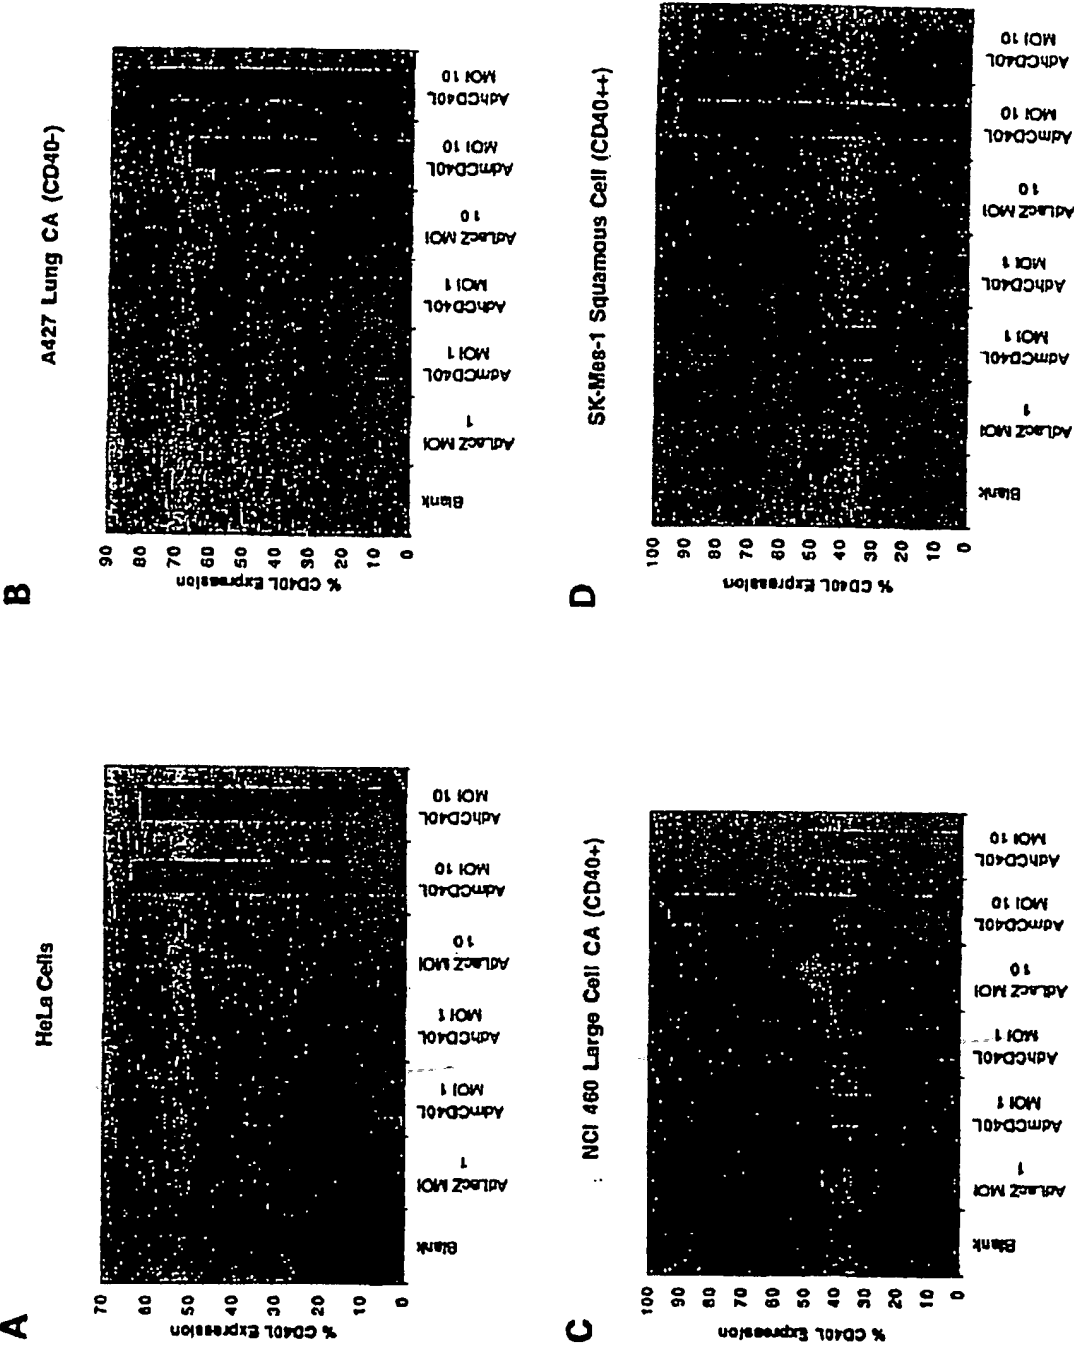 A
HeLa Cells
% CD40L Expression
70
60
50
40
30
20
10
0
Blank
AdLacZ MOI
1
AdmCD40L
MOI 1
AdhCD40L
MOI 1
AdLacZ MOI
10
AdmCD40L
MOI 10
AdhCD40L
MOI 10
B
A427 Lung CA (CD40-)
% CD40L Expression
90
80
70
60
50
40
30
20
10
0
Blank
AdLacZ MOI
1
AdmCD40L
MOI 1
AdhCD40L
MOI 1
AdLacZ MOI
10
AdmCD40L
MOI 10
AdhCD40L
MOI 10
C
NCI 460 Large Cell CA (CD40+)
% CD40L Expression
100
90
80
70
60
50
40
30
20
10
0
Blank
AdLacZ MOI
1
AdmCD40L
MOI 1
AdhCD40L
MOI 1
AdLacZ MOI
10
AdmCD40L
MOI 10
AdhCD40L
MOI 10
D
SK-Mes-1 Squamous Cell (CD40++)
% CD40L Expression
100
90
80
70
60
50
40
30
20
10
0
Blank
AdLacZ MOI
1
AdmCD40L
MOI 1
AdhCD40L
MOI 1
AdLacZ MOI
10
AdmCD40L
MOI 10
AdhCD40L
MOI 10